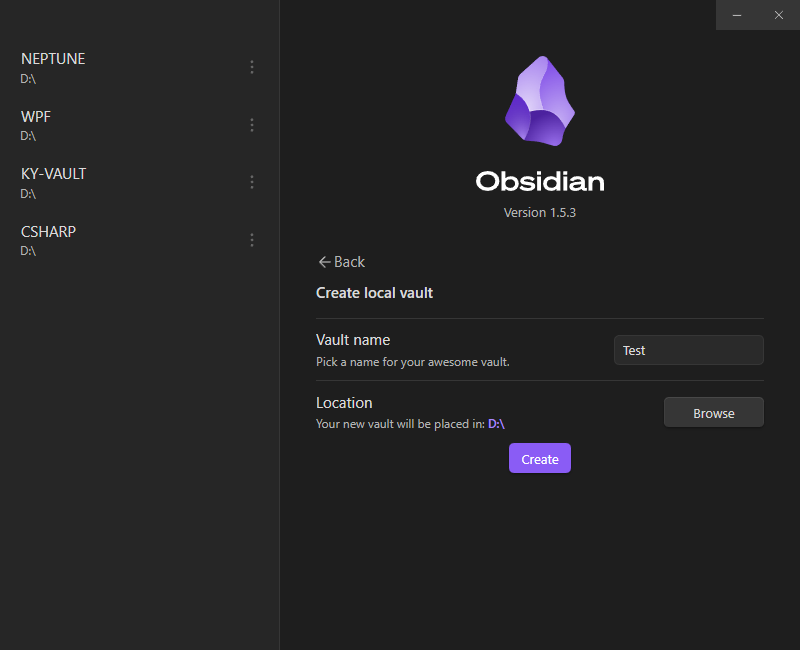 NEPTUNE
D:\
WPF
D:\
KY-VAULT
D:\
CSHARP
D:\
Obsidian
Version 1.5.3
Back
Create local vault
Vault name
Pick a name for your awesome vault.
Test
Location
Your new vault will be placed in: D:\
Browse
Create